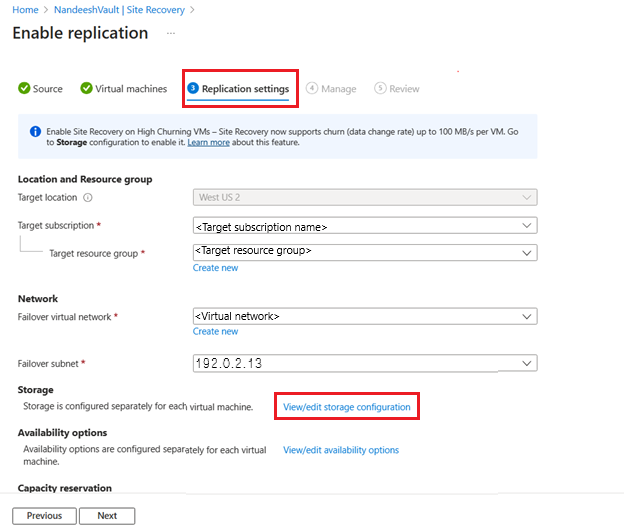 Home > NandeeshVault | Site Recovery >
Enable replication ...
Source Virtual machines 3 Replication settings 4 Manage 5 Review
Enable Site Recovery on High Churning VMs – Site Recovery now supports churn (data change rate) up to 100 MB/s per VM. Go
to Storage configuration to enable it. Learn more about this feature.
Location and Resource group
Target location West US 2
Target subscription * <Target subscription name>
Target resource group * <Target resource group>
Create new
Network
Failover virtual network * <Virtual network>
Create new
Failover subnet * 192.0.2.13
Storage
Storage is configured separately for each virtual machine. View/edit storage configuration
Availability options
Availability options are configured separately for each virtual View/edit availability options
machine.
Capacity reservation
Previous Next